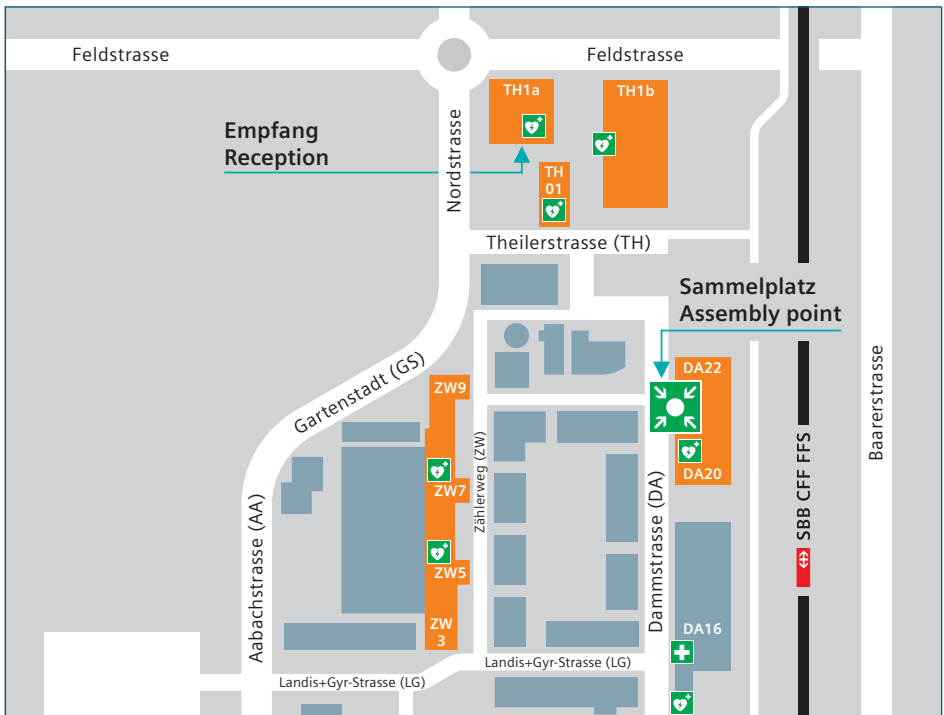 Feldstrasse
Feldstrasse
TH1a
TH1b
Empfang
Reception
Nordstrasse
TH
01
Theilerstrasse (TH)
Sammelplatz
Assembly point
Gartenstadt (GS)
ZW9
DA22
Baarerstrasse
SBB CFF FFS
Zählerweg (ZW)
DA20
ZW7
Dammstrasse (DA)
Aabachstrasse (AA)
ZW5
ZW
3
DA16
Landis+Gyr-Strasse (LG)
Landis+Gyr-Strasse (LG)